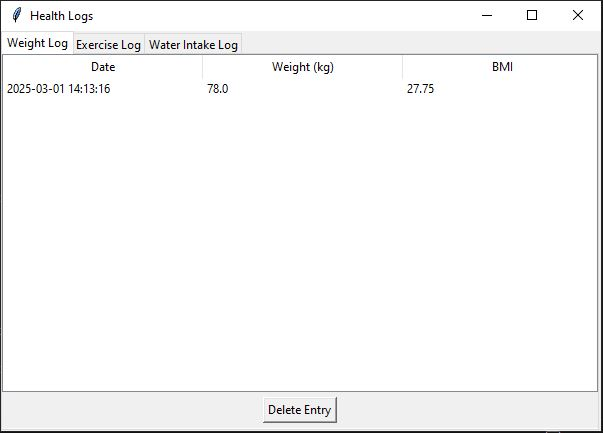 Health Logs
Weight Log Exercise Log Water Intake Log
Date Weight (kg) BMI
2025-03-01 14:13:16 78.0 27.75
Delete Entry